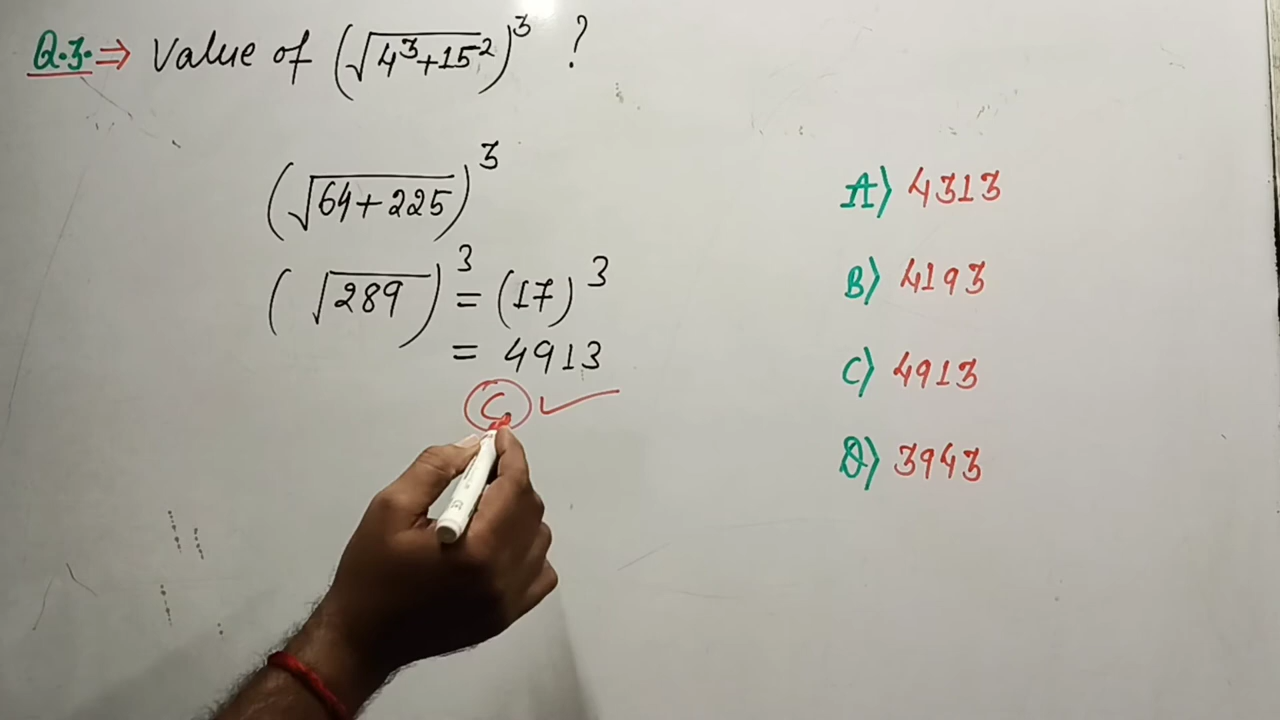 Q.3. ⇒ Value of (√(4³+15²))³ ?
(√(64+225))³
(√289)³ = (17)³
= 4913
C ✓
A) 4313
B) 4193
C) 4913
D) 3943